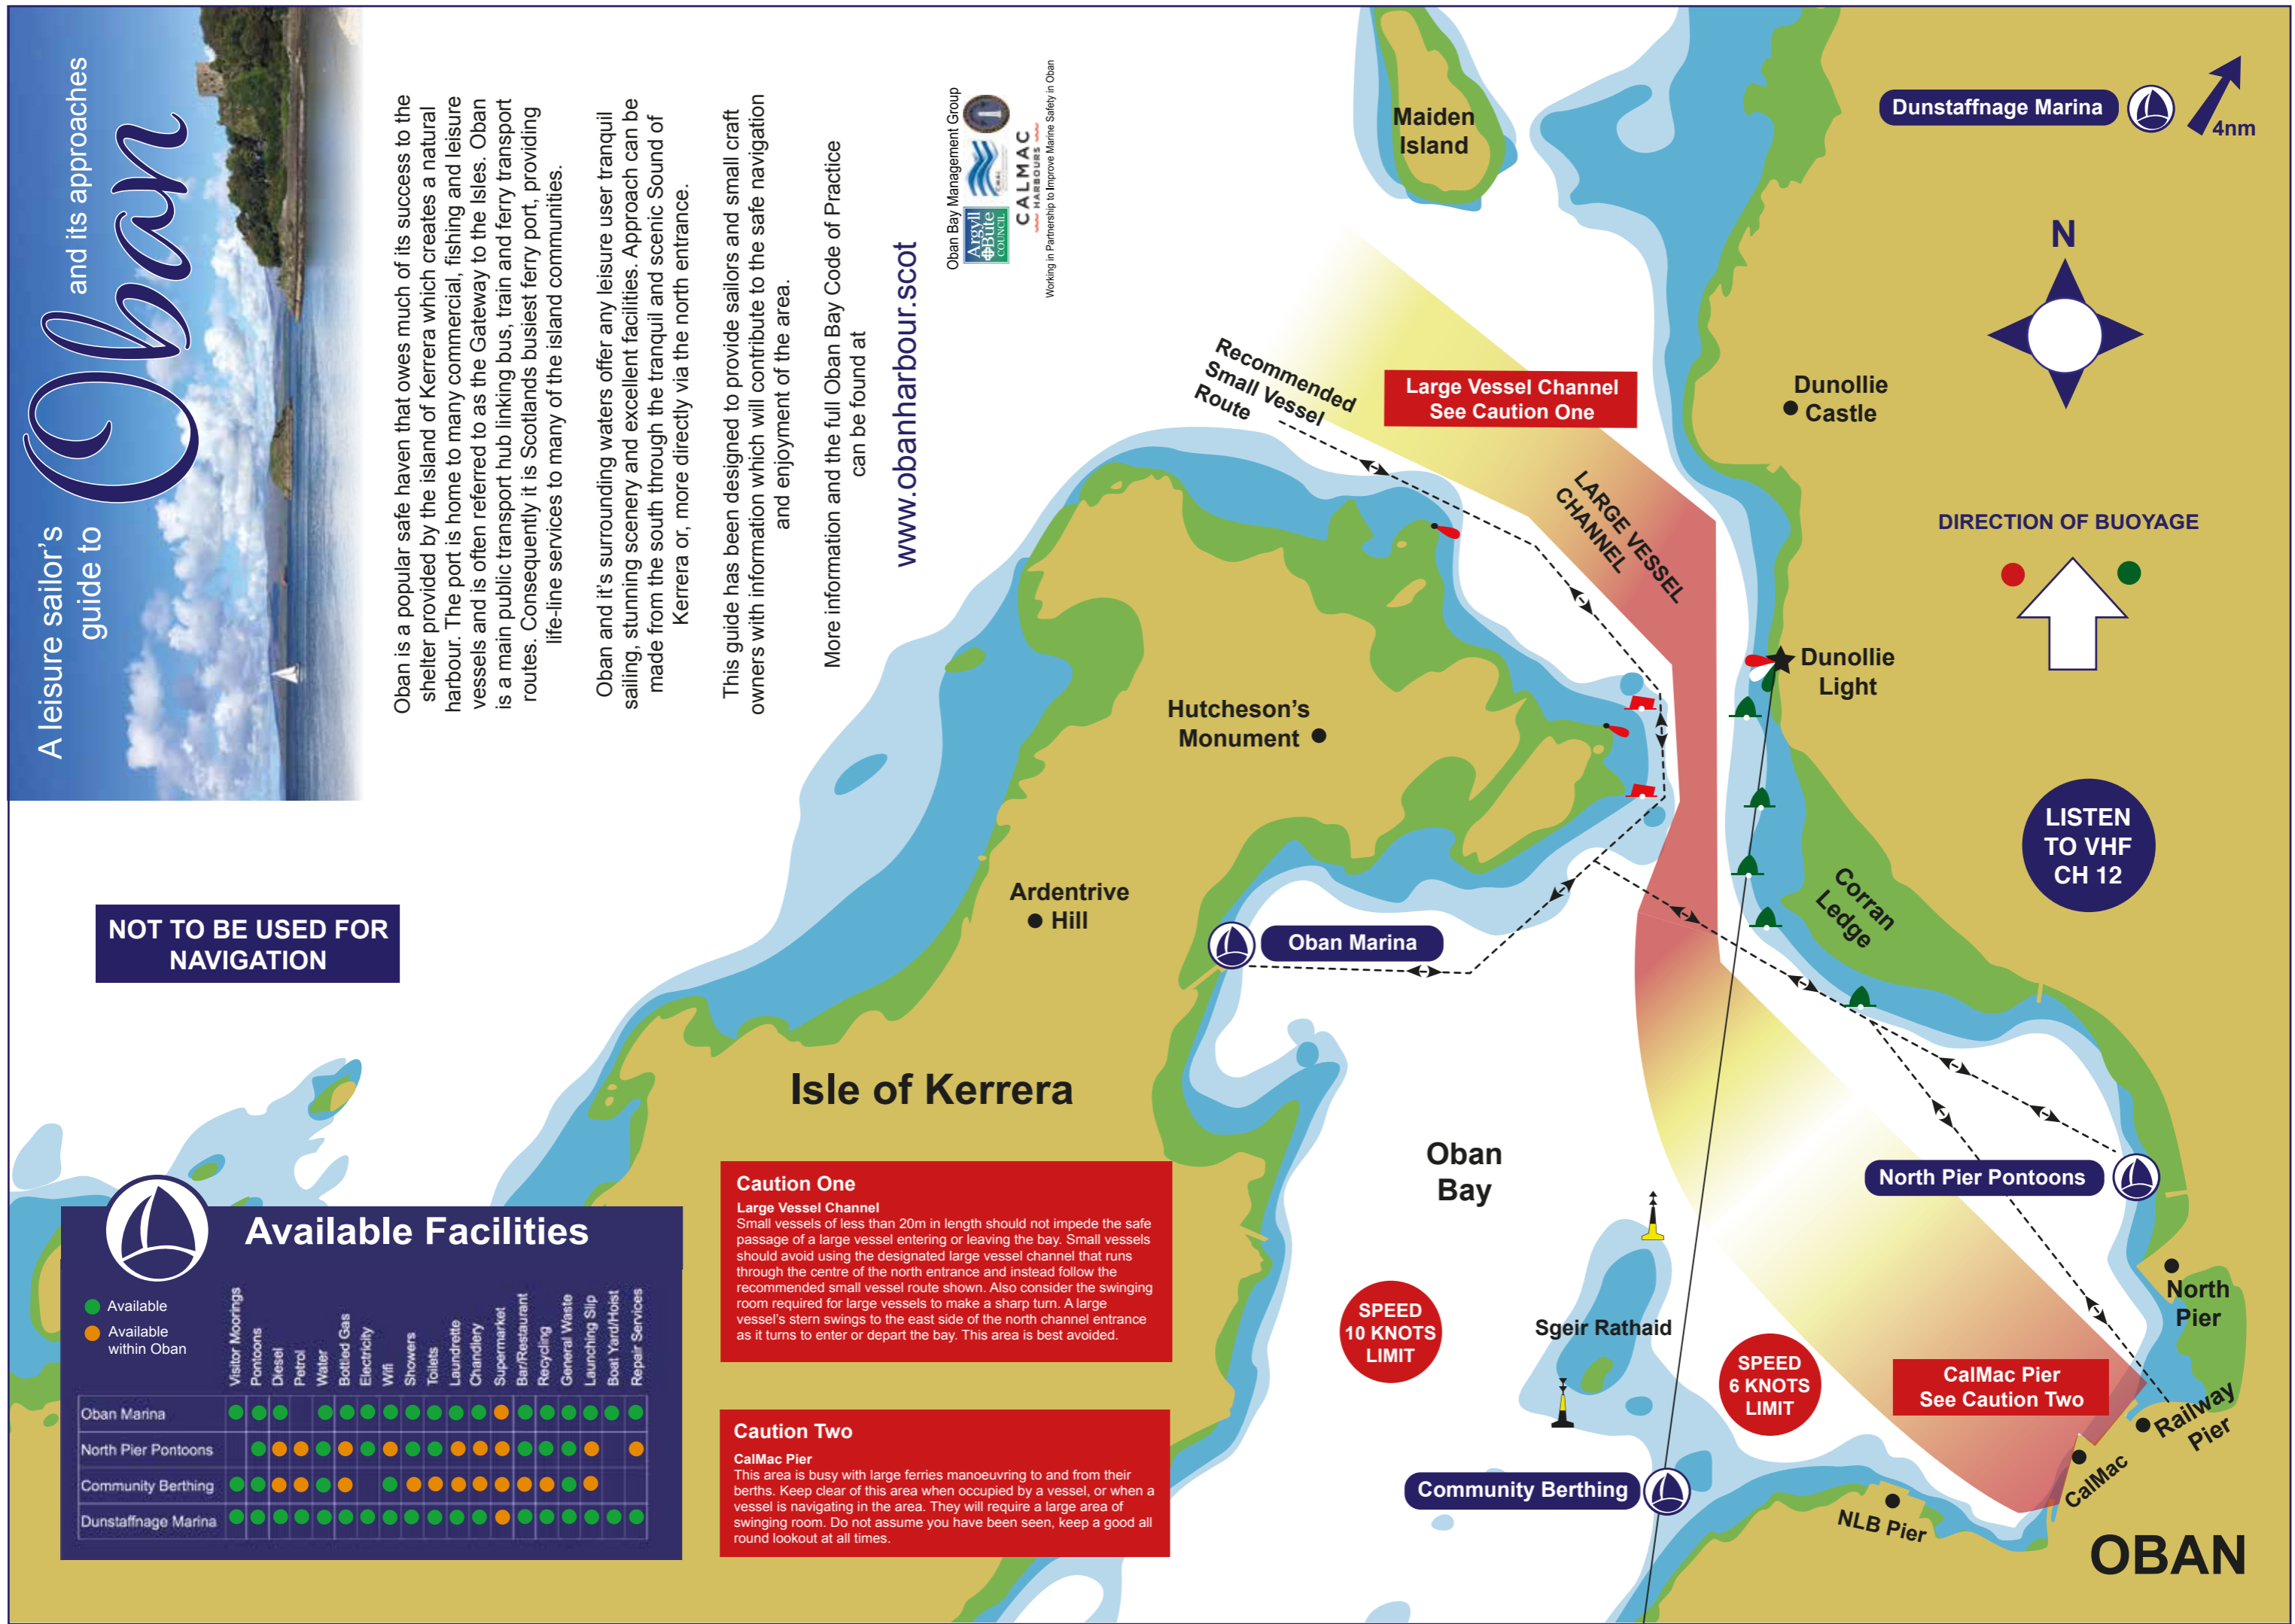 A leisure sailor's
guide to
Oban
and its approaches
Oban is a popular safe haven that owes much of its success to the
shelter provided by the island of Kerrera which creates a natural
harbour. The port is home to many commercial, fishing and leisure
vessels and is often referred to as the Gateway to the Isles. Oban
is a main public transport hub linking bus, train and ferry transport
routes. Consequently it is Scotlands busiest ferry port, providing
life-line services to many of the island communities.
Oban and it's surrounding waters offer any leisure user tranquil
sailing, stunning scenery and excellent facilities. Approach can be
made from the south through the tranquil and scenic Sound of
Kerrera or, more directly via the north entrance.
This guide has been designed to provide sailors and small craft
owners with information which will contribute to the safe navigation
and enjoyment of the area.
More information and the full Oban Bay Code of Practice
can be found at
www.obanharbour.scot
Oban Bay Management Group
Argyll
&Bute
COUNCIL
CMAL
CALMAC
HARBOURS
Working in Partnership to Improve Marine Safety in Oban
Maiden
Island
Dunstaffnage Marina
4nm
N
Recommended
Small Vessel
Route
Large Vessel Channel
See Caution One
LARGE VESSEL
CHANNEL
Dunollie
Castle
DIRECTION OF BUOYAGE
Dunollie
Light
Hutcheson's
Monument
LISTEN
TO VHF
CH 12
Ardentrive
Hill
Corran
Ledge
Oban Marina
NOT TO BE USED FOR
NAVIGATION
Isle of Kerrera
Oban
Bay
North Pier Pontoons
North
Pier
Sgeir Rathaid
SPEED
10 KNOTS
LIMIT
SPEED
6 KNOTS
LIMIT
CalMac Pier
See Caution Two
Railway
Pier
CalMac
Community Berthing
NLB Pier
OBAN
Caution One
Large Vessel Channel
Small vessels of less than 20m in length should not impede the safe
passage of a large vessel entering or leaving the bay. Small vessels
should avoid using the designated large vessel channel that runs
through the centre of the north entrance and instead follow the
recommended small vessel route shown. Also consider the swinging
room required for large vessels to make a sharp turn. A large
vessel's stern swings to the east side of the north channel entrance
as it turns to enter or depart the bay. This area is best avoided.
Caution Two
CalMac Pier
This area is busy with large ferries manoeuvring to and from their
berths. Keep clear of this area when occupied by a vessel, or when a
vessel is navigating in the area. They will require a large area of
swinging room. Do not assume you have been seen, keep a good all
round lookout at all times.
Available Facilities
Available
Available
within Oban
Visitor Moorings
Pontoons
Diesel
Petrol
Water
Bottled Gas
Electricity
Wifi
Showers
Toilets
Laundrette
Chandlery
Supermarket
Bar/Restaurant
Recycling
General Waste
Launching Slip
Boat Yard/Hoist
Repair Services
Oban Marina
North Pier Pontoons
Community Berthing
Dunstaffnage Marina